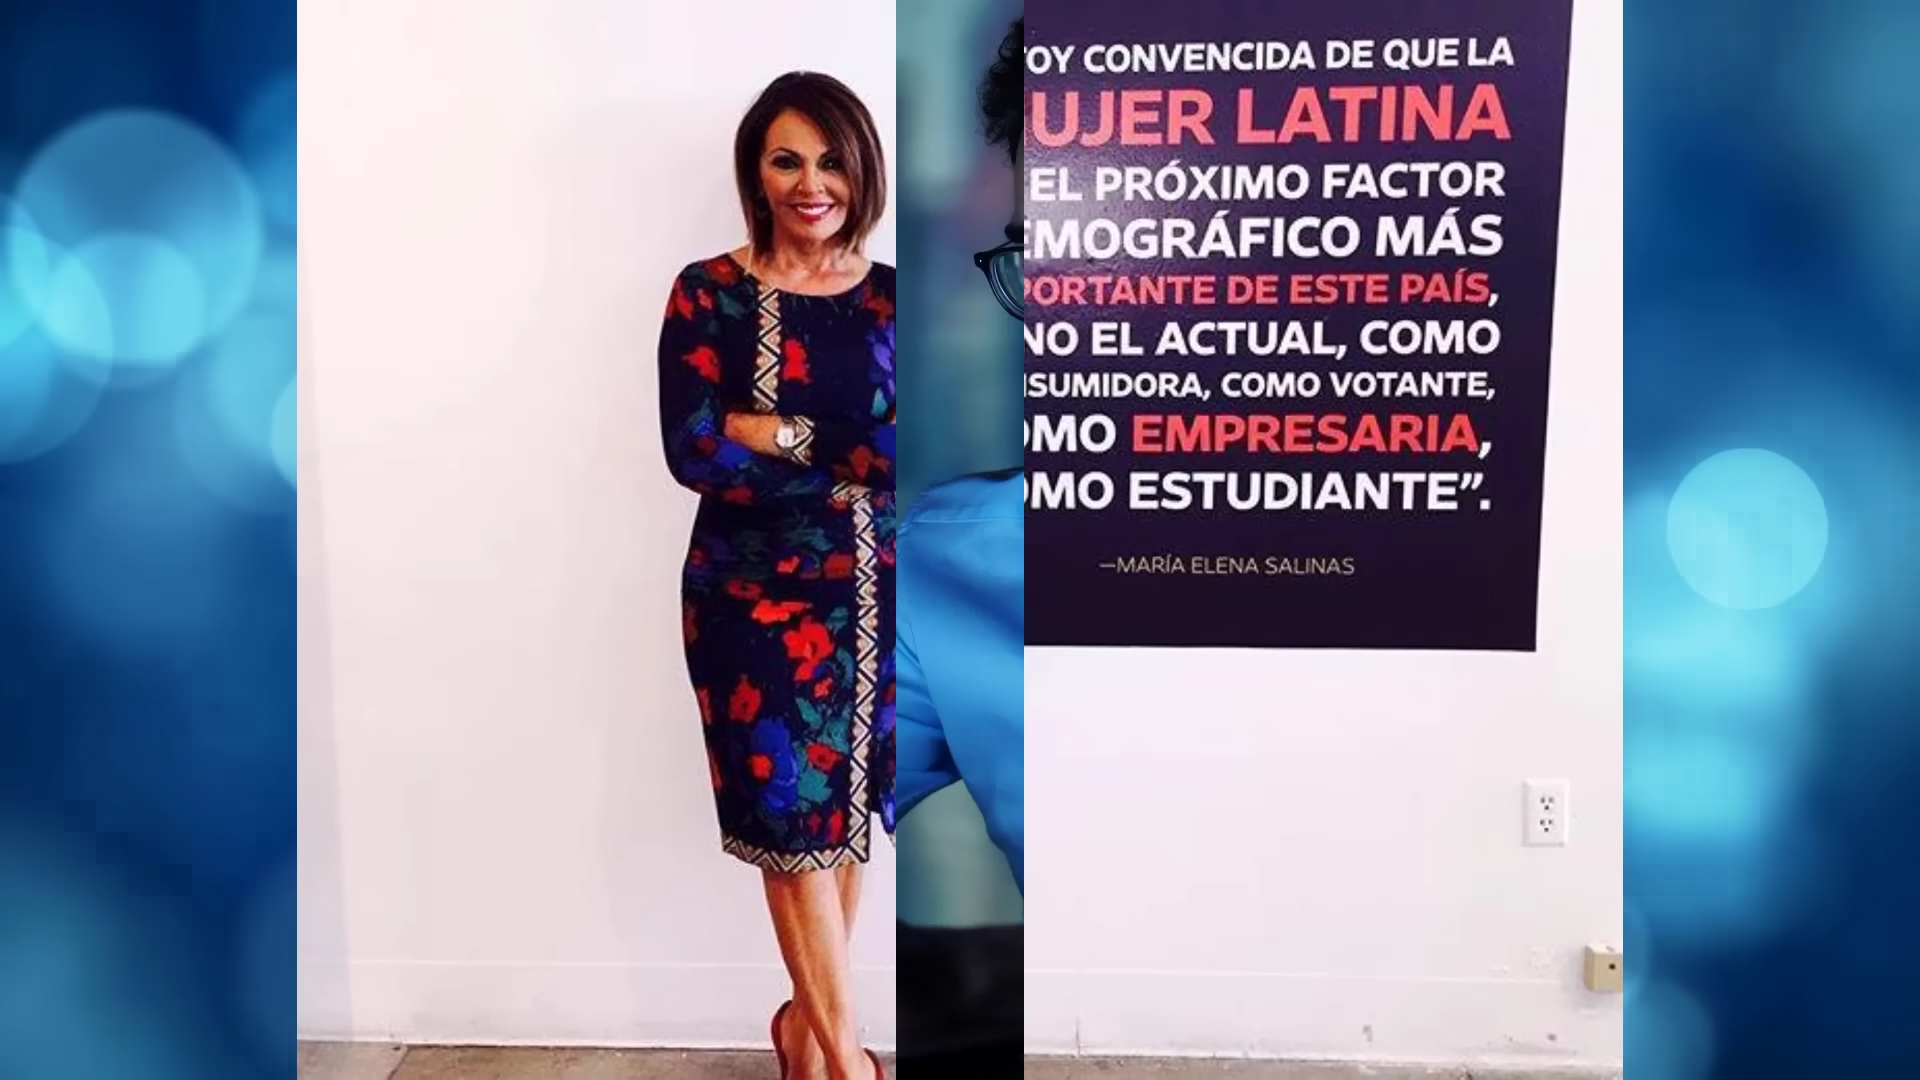 OY CONVENCIDA DE QUE LA
UJER LATINA
EL PRÓXIMO FACTOR
EMOGRÁFICO MÁS
PORTANTE DE ESTE PAÍS,
NO EL ACTUAL, COMO
NSUMIDORA, COMO VOTANTE,
OMO EMPRESARIA,
OMO ESTUDIANTE”.
—MARÍA ELENA SALINAS